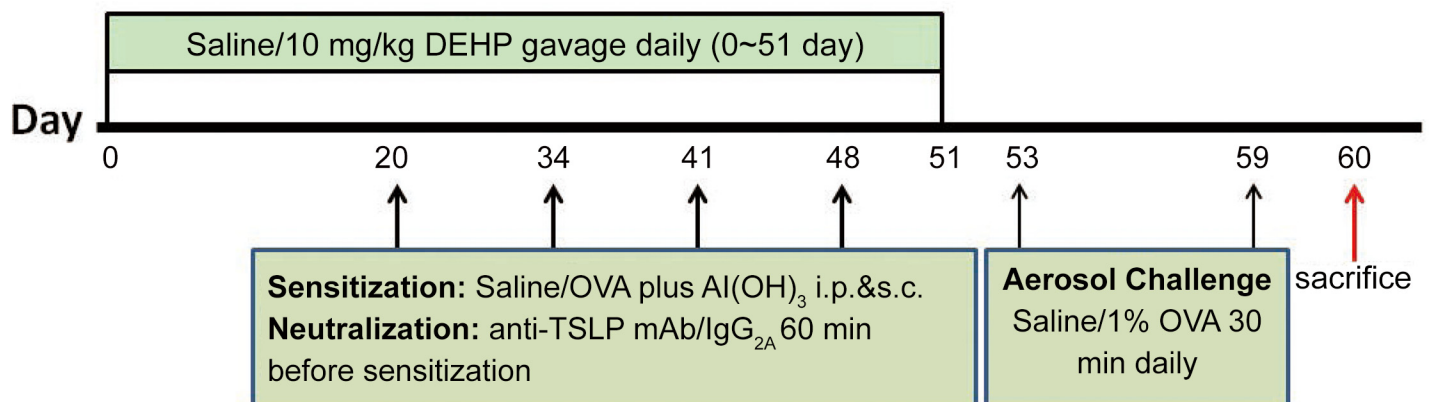 Saline/10 mg/kg DEHP gavage daily (0~51 day)
Day
0 20 34 41 48 51 53 59 60
Sensitization: Saline/OVA plus Al(OH)3 i.p.&s.c.
Neutralization: anti-TSLP mAb/IgG2A 60 min
before sensitization
Aerosol Challenge
Saline/1% OVA 30
min daily
sacrifice